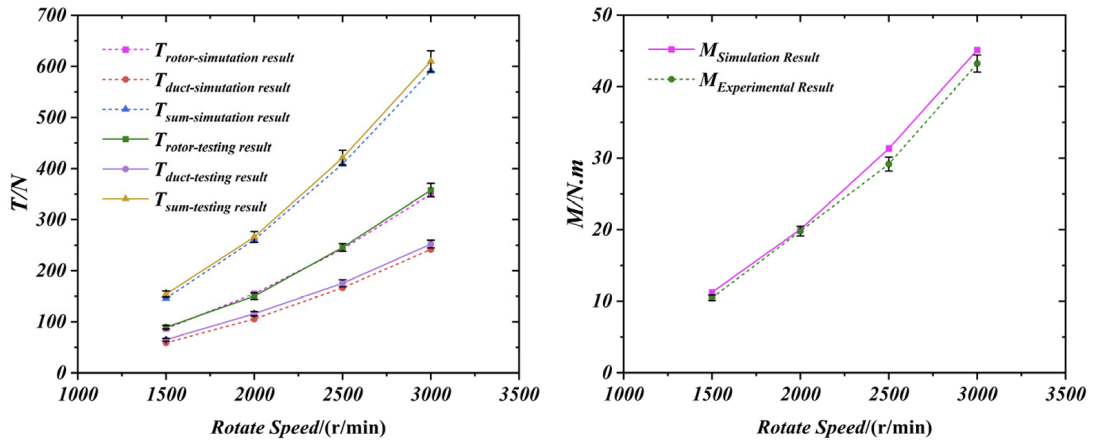 700
600
500
400
300
200
100
0
T/N
T rotor-simutation result
T duct-simutation result
T sum-simutation result
T rotor-testing result
T duct-testing result
T sum-testing result
1000 1500 2000 2500 3000 3500
Rotate Speed/(r/min)
50
40
30
20
10
0
M/N.m
M Simulation Result
M Experimental Result
1000 1500 2000 2500 3000 3500
Rotate Speed/(r/min)